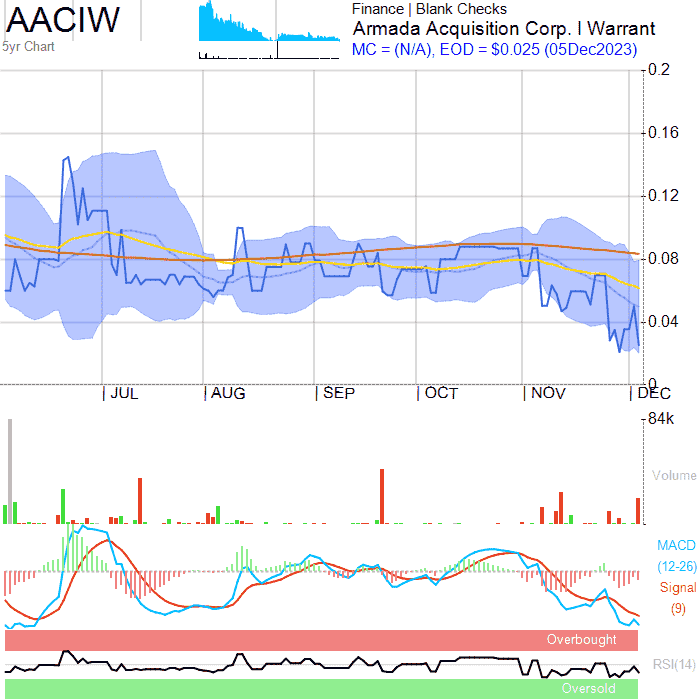 AACIW
5yr Chart
Finance | Blank Checks
Armada Acquisition Corp. I Warrant
MC = (N/A), EOD = $0.025 (05Dec2023)
0.2
0.16
0.12
0.08
0.04
0
| JUL
| AUG
| SEP
| OCT
| NOV
| DEC
84k
Volume
MACD
(12-26)
Signal
(9)
Overbought
RSI(14)
Oversold